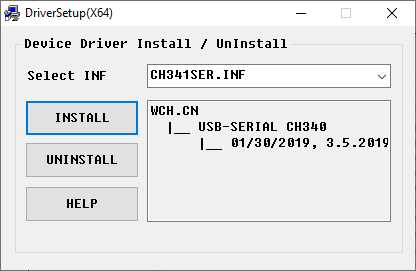 DriverSetup(X64)
Device Driver Install / UnInstall
Select INF
CH341SER.INF
INSTALL
UNINSTALL
HELP
WCH.CN
|__ USB-SERIAL CH340
|__ 01/30/2019, 3.5.2019